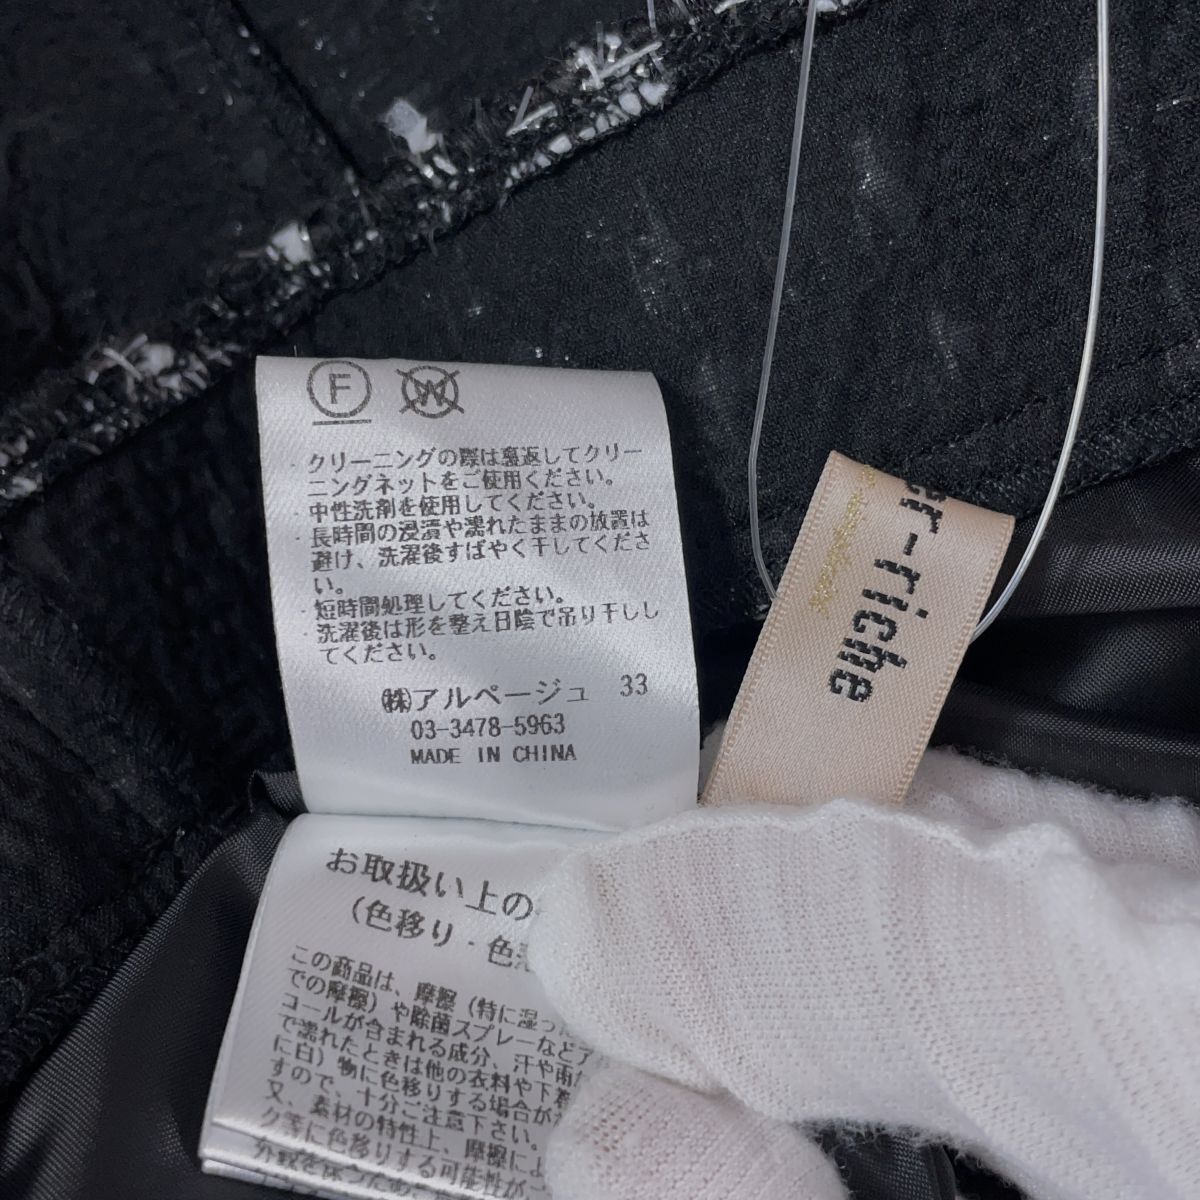 F W
・クリーニングの際は裏返してクリー
ニングネットをご使用ください。
・中性洗剤を使用してください。
・長時間の浸漬や濡れたままの放置は
避け、洗濯後すばやく干してくださ
い。
・短時間処理してください。
・洗濯後は形を整え日陰で吊り干しし
てください。
㈱アルページュ 33
03-3478-5963
MADE IN CHINA
er-riche
お取扱い上の
(色移り・色
この商品は、摩擦(特に湿った
での摩擦)や除菌スプレーなどア
コールが含まれる成分、汗や雨
で濡れたときは他の衣料や下着
に白)物に色移りする場合が
すので、十分ご注意下さい。
又、素材の特性上、摩擦によ
ク等に色移りする可能性が